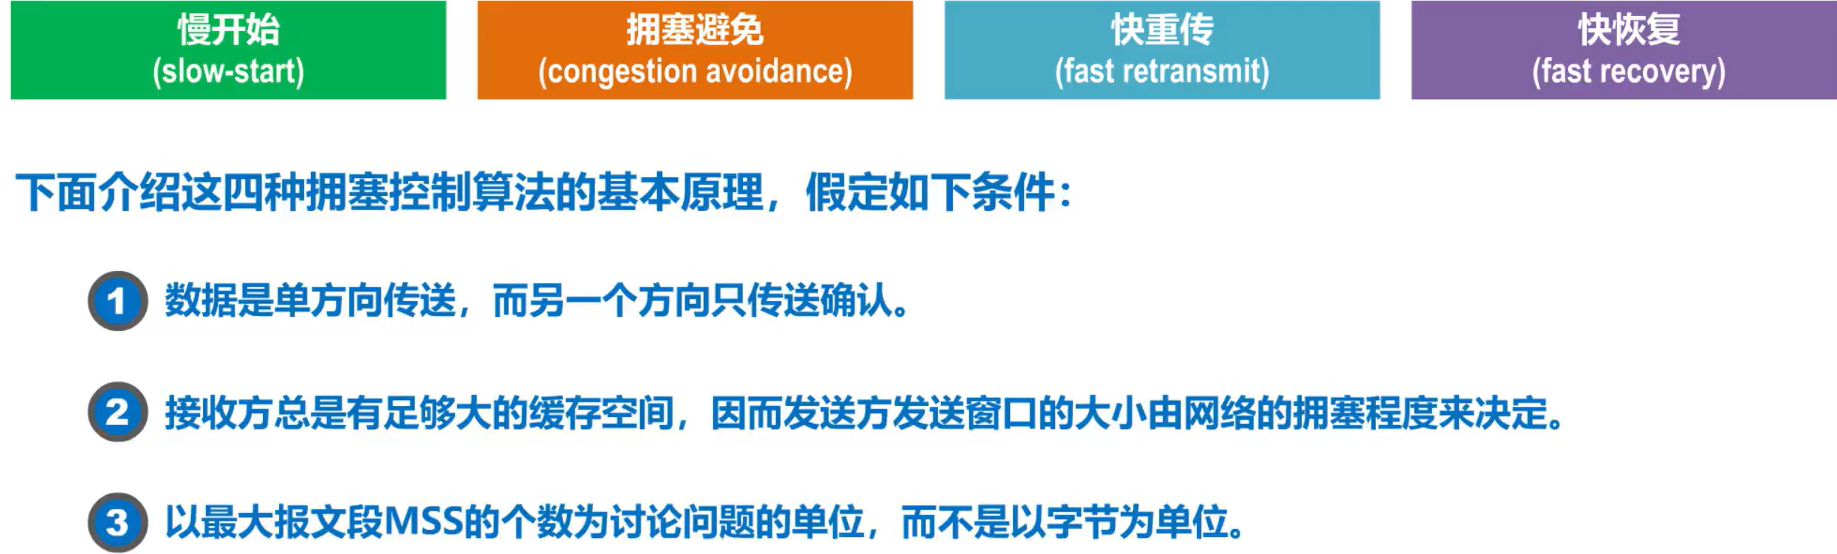 慢开始
(slow-start)
拥塞避免
(congestion avoidance)
快重传
(fast retransmit)
快恢复
(fast recovery)
下面介绍这四种拥塞控制算法的基本原理，假定如下条件：
1 数据是单方向传送，而另一个方向只传送确认。
2 接收方总是有足够大的缓存空间，因而发送方发送窗口的大小由网络的拥塞程度来决定。
3 以最大报文段MSS的个数为讨论问题的单位，而不是以字节为单位。